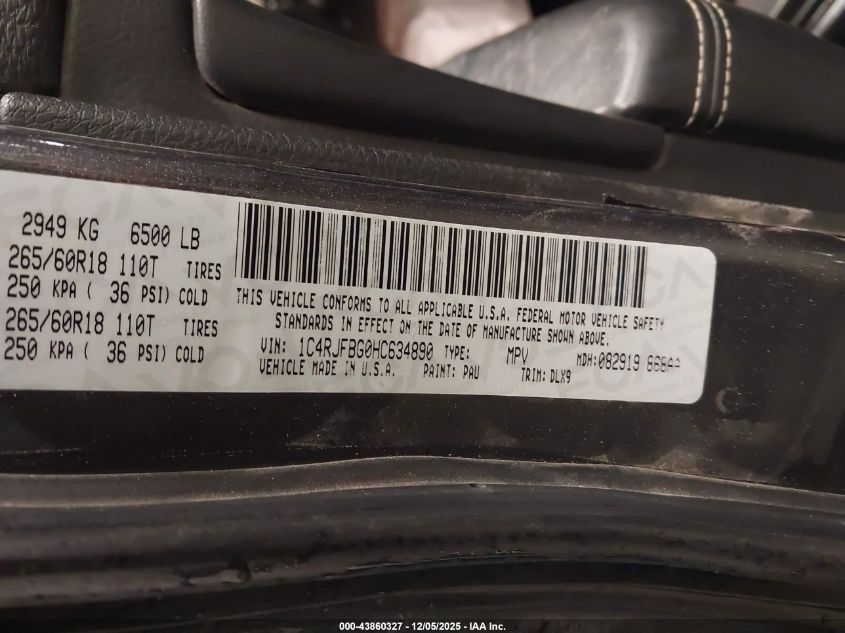 2949 KG 6500 LB
265/60R18 110T TIRES
250 KPA ( 36 PSI) COLD
265/60R18 110T TIRES
250 KPA ( 36 PSI) COLD
THIS VEHICLE CONFORMS TO ALL APPLICABLE U.S.A. FEDERAL MOTOR VEHICLE SAFETY
STANDARDS IN EFFECT ON THE DATE OF MANUFACTURE SHOWN ABOVE.
VIN: 1C4RJFBG0HC634890 TYPE: MPV MDH:082919 868AA
VEHICLE MADE IN U.S.A. PAINT: PAU TRIM: DLX9
000-43860327 - 12/05/2025 - IAA Inc.